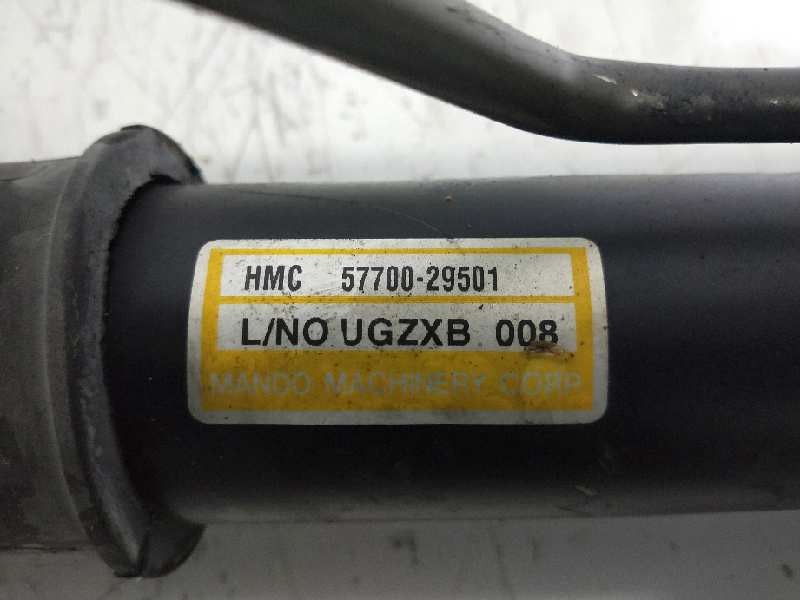 HMC 57700-29501
L/NO UGZXB 008
MANDO MACHINERY CORP